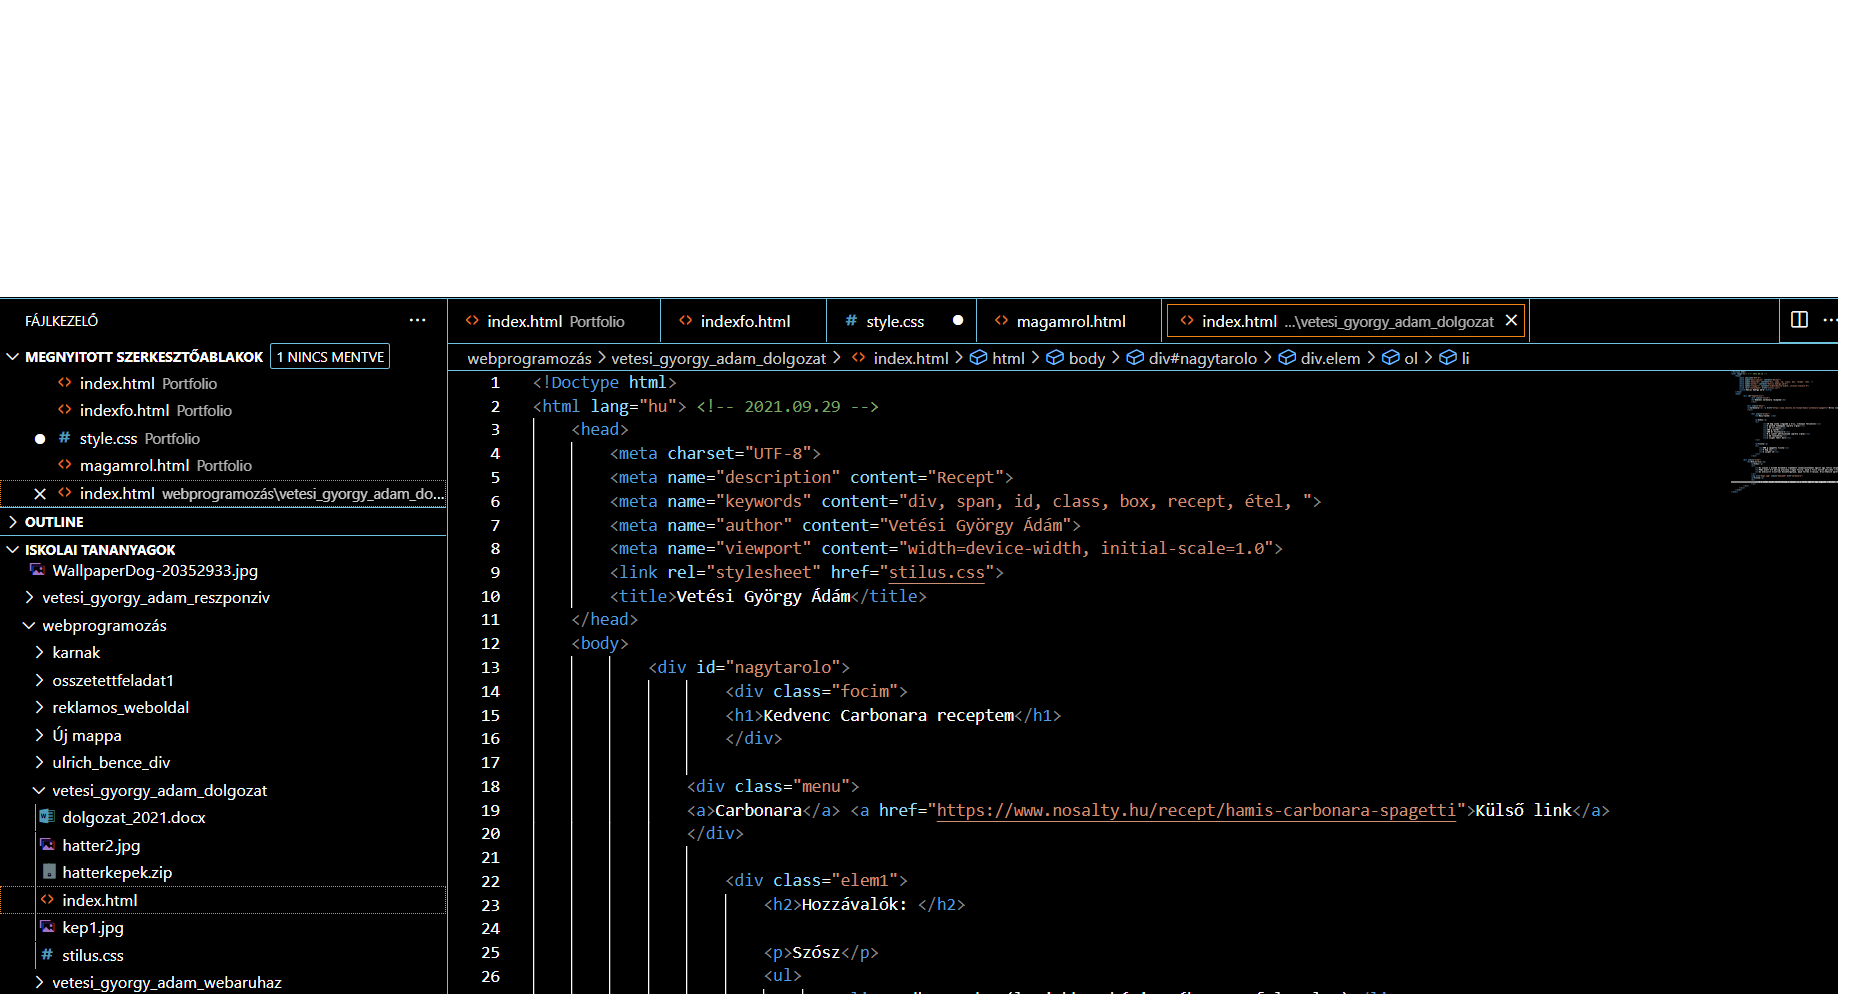 FÁJLKEZELŐ
MEGNYITOTT SZERKESZTŐABLAKOK 1 NINCS MENTVE
index.html Portfolio
indexfo.html Portfolio
style.css Portfolio
magamrol.html Portfolio
index.html webprogramozás\vetesi_gyorgy_adam_do...
OUTLINE
ISKOLAI TANANYAGOK
WallpaperDog-20352933.jpg
vetesi_gyorgy_adam_reszponziv
webprogramozás
karnak
osszetettfeladat1
reklamos_weboldal
Új mappa
ulrich_bence_div
vetesi_gyorgy_adam_dolgozat
dolgozat_2021.docx
hatter2.jpg
hatterkepek.zip
index.html
kep1.jpg
stilus.css
vetesi_gyorgy_adam_webaruhaz
index.html Portfolio indexfo.html style.css magamrol.html index.html ...\vetesi_gyorgy_adam_dolgozat
webprogramozás > vetesi_gyorgy_adam_dolgozat > index.html > html > body > div#nagytarolo > div.elem > ol > li
1 <!Doctype html>
2 <html lang="hu"> <!-- 2021.09.29 -->
3 <head>
4 <meta charset="UTF-8">
5 <meta name="description" content="Recept">
6 <meta name="keywords" content="div, span, id, class, box, recept, étel, ">
7 <meta name="author" content="Vetési György Ádám">
8 <meta name="viewport" content="width=device-width, initial-scale=1.0">
9 <link rel="stylesheet" href="stilus.css">
10 <title>Vetési György Ádám</title>
11 </head>
12 <body>
13 <div id="nagytarolo">
14 <div class="focim">
15 <h1>Kedvenc Carbonara receptem</h1>
16 </div>
17
18 <div class="menu">
19 <a>Carbonara</a> <a href="https://www.nosalty.hu/recept/hamis-carbonara-spagetti">Külső link</a>
20 </div>
21
22 <div class="elem1">
23 <h2>Hozzávalók: </h2>
24
25 <p>Szósz</p>
26 <ul>